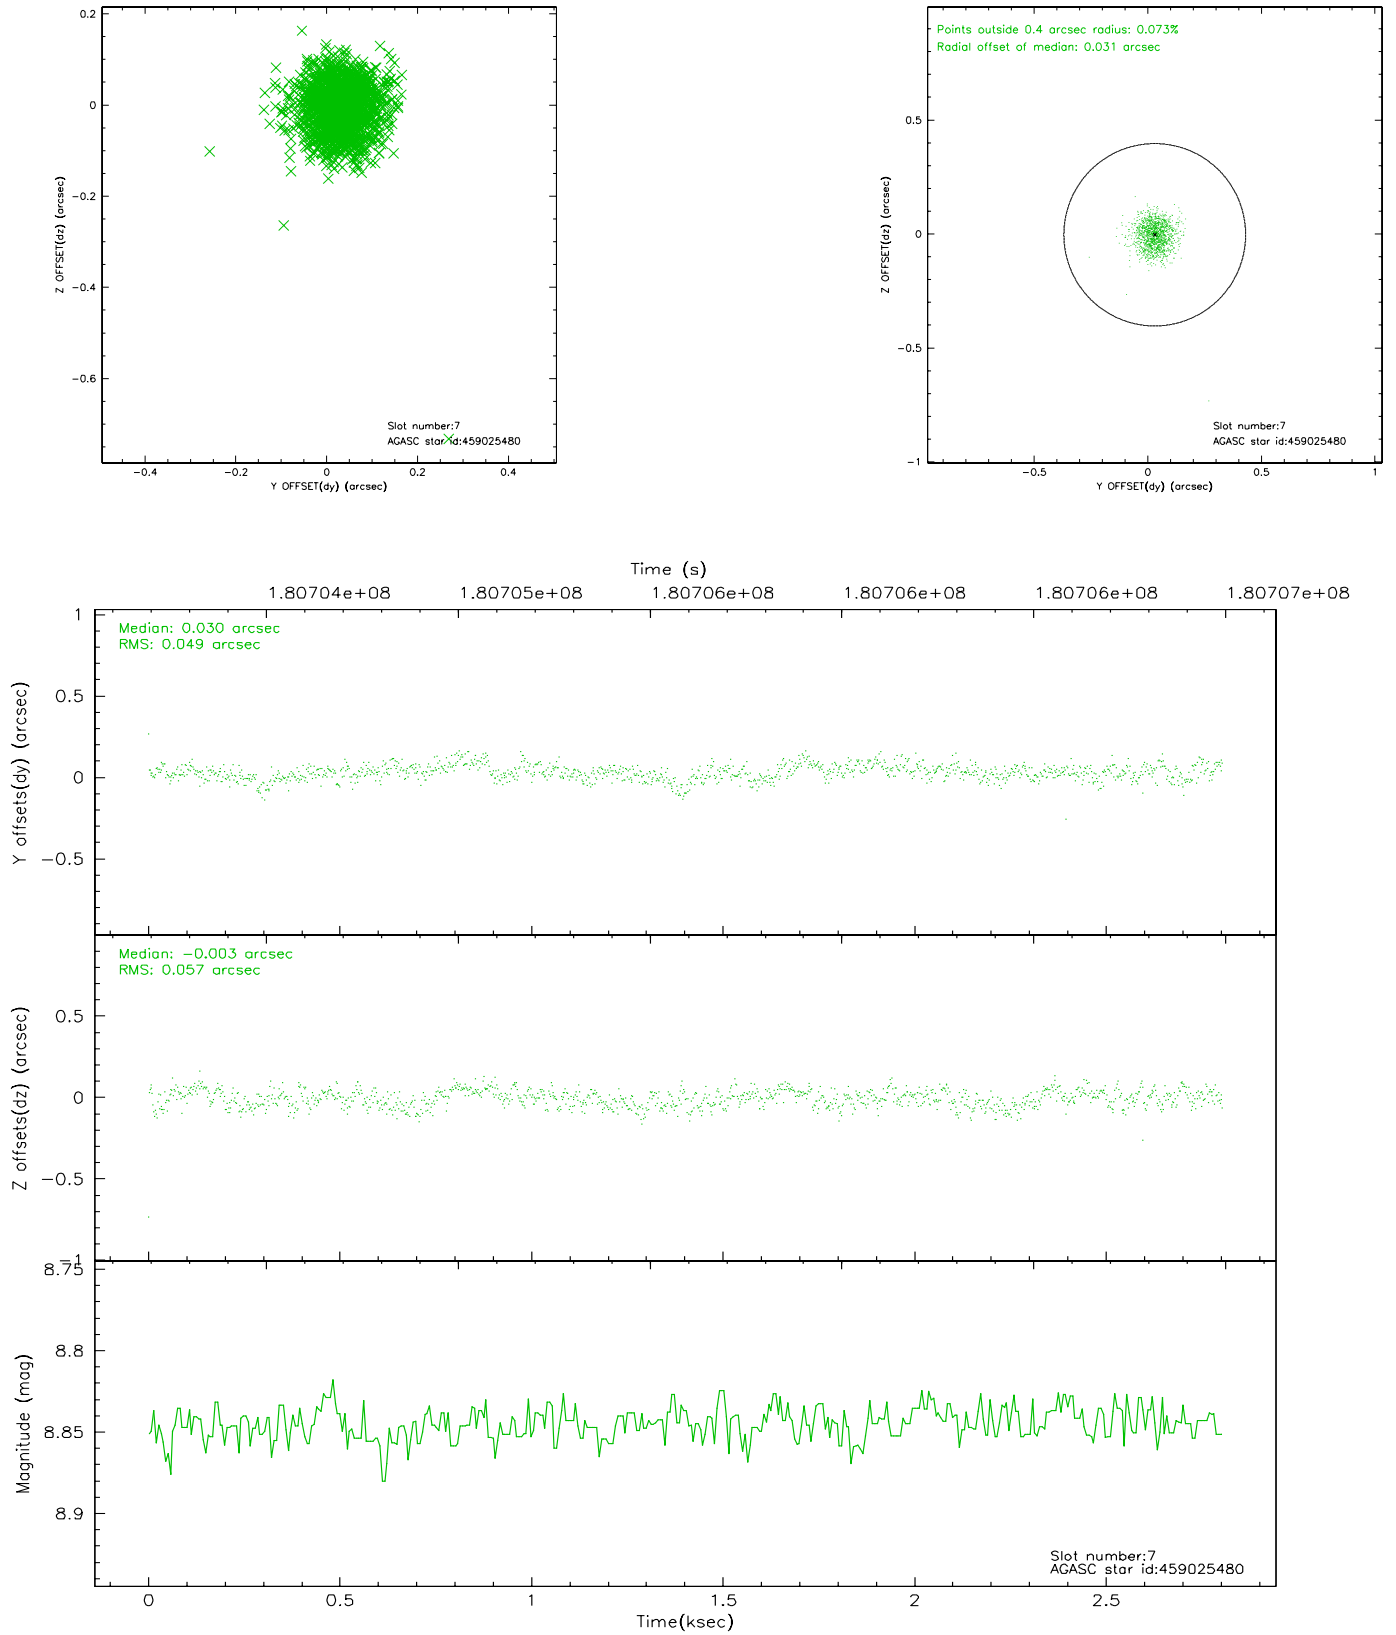 0.2
0
−0.2
−0.4
−0.6
Z OFFSET(dz) (arcsec)
Slot number:7
AGASC star id:459025480
−0.4
−0.2
0
0.2
0.4
Y OFFSET(dy) (arcsec)
Points outside 0.4 arcsec radius: 0.073%
Radial offset of median: 0.031 arcsec
0.5
0
−0.5
−1
Z OFFSET(dz) (arcsec)
Slot number:7
AGASC star id:459025480
−0.5
0
0.5
1
Y OFFSET(dy) (arcsec)
Time (s)
1.80704e+08
1.80705e+08
1.80706e+08
1.80706e+08
1.80706e+08
1.80707e+08
Median: 0.030 arcsec
RMS: 0.049 arcsec
1
0.5
0
−0.5
Y offsets(dy) (arcsec)
Median: −0.003 arcsec
RMS: 0.057 arcsec
0.5
0
−0.5
−1
Z offsets(dz) (arcsec)
8.75
8.8
8.85
8.9
Magnitude (mag)
Slot number:7
AGASC star id:459025480
0
0.5
1
1.5
2
2.5
Time(ksec)